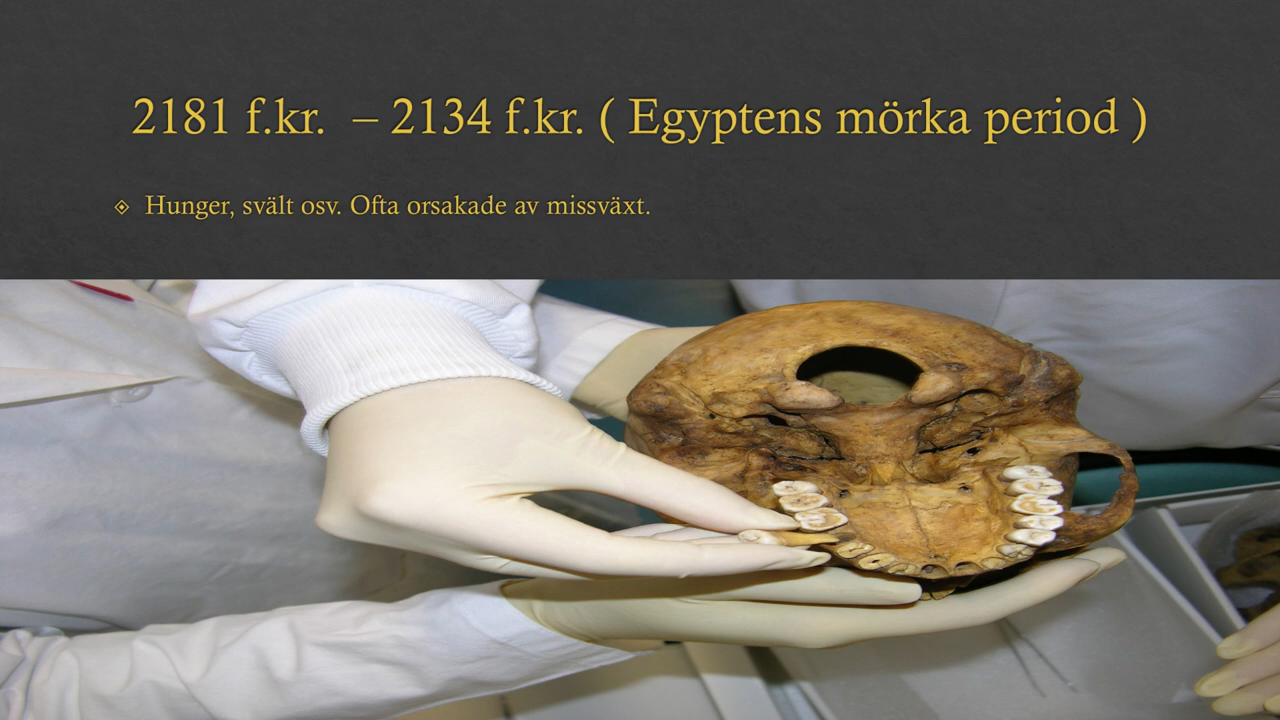 2181 f.kr. – 2134 f.kr. ( Egyptens mörka period )
Hunger, svält osv. Ofta orsakade av missväxt.